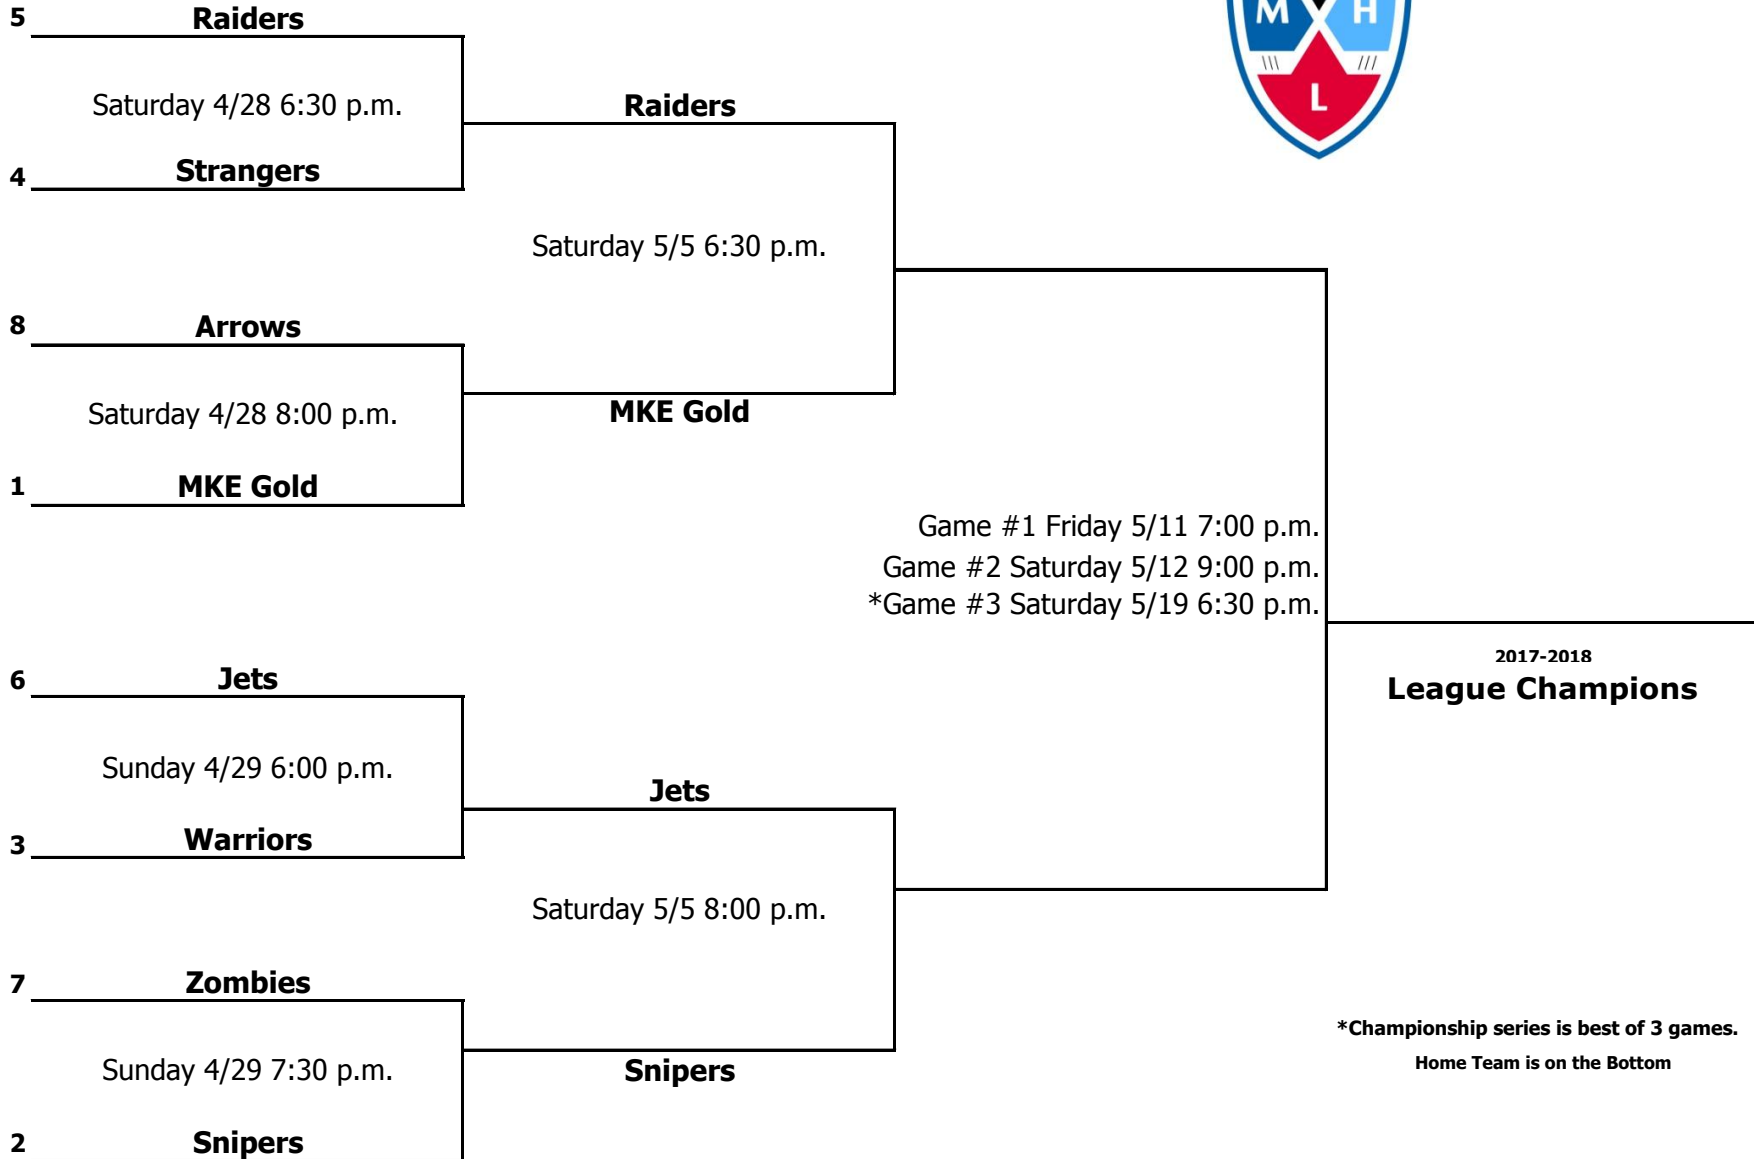 5 Raiders
Saturday 4/28 6:30 p.m.
4 Strangers
8 Arrows
Saturday 4/28 8:00 p.m.
1 MKE Gold
6 Jets
Sunday 4/29 6:00 p.m.
3 Warriors
7 Zombies
Sunday 4/29 7:30 p.m.
2 Snipers
Raiders
Saturday 5/5 6:30 p.m.
MKE Gold
Jets
Saturday 5/5 8:00 p.m.
Snipers
Game #1 Friday 5/11 7:00 p.m.
Game #2 Saturday 5/12 9:00 p.m.
*Game #3 Saturday 5/19 6:30 p.m.
M H
L
2017-2018
League Champions
*Championship series is best of 3 games.
Home Team is on the Bottom